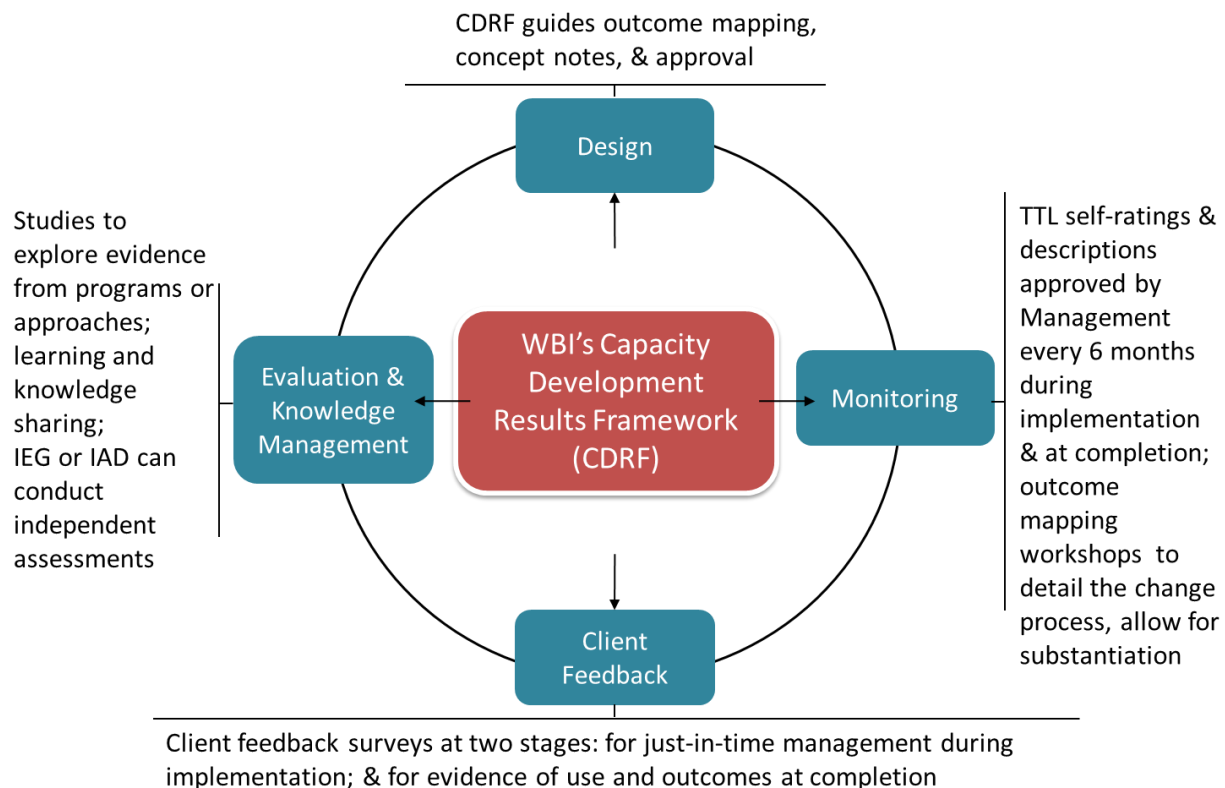 CDRF guides outcome mapping,
concept notes, & approval
Design
Studies to
explore evidence
from programs or
approaches;
learning and
knowledge
sharing;
IEG or IAD can
conduct
independent
assessments
Evaluation &
Knowledge
Management
WBI’s Capacity
Development
Results Framework
(CDRF)
Monitoring
TTL self-ratings &
descriptions
approved by
Management
every 6 months
during
implementation
& at completion;
outcome
mapping
workshops to
detail the change
process, allow for
substantiation
Client
Feedback
Client feedback surveys at two stages: for just-in-time management during
implementation; & for evidence of use and outcomes at completion